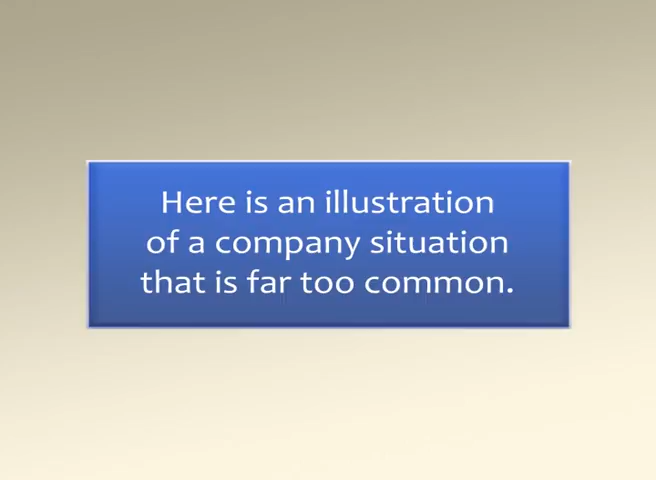 Here is an illustration
of a company situation
that is far too common.